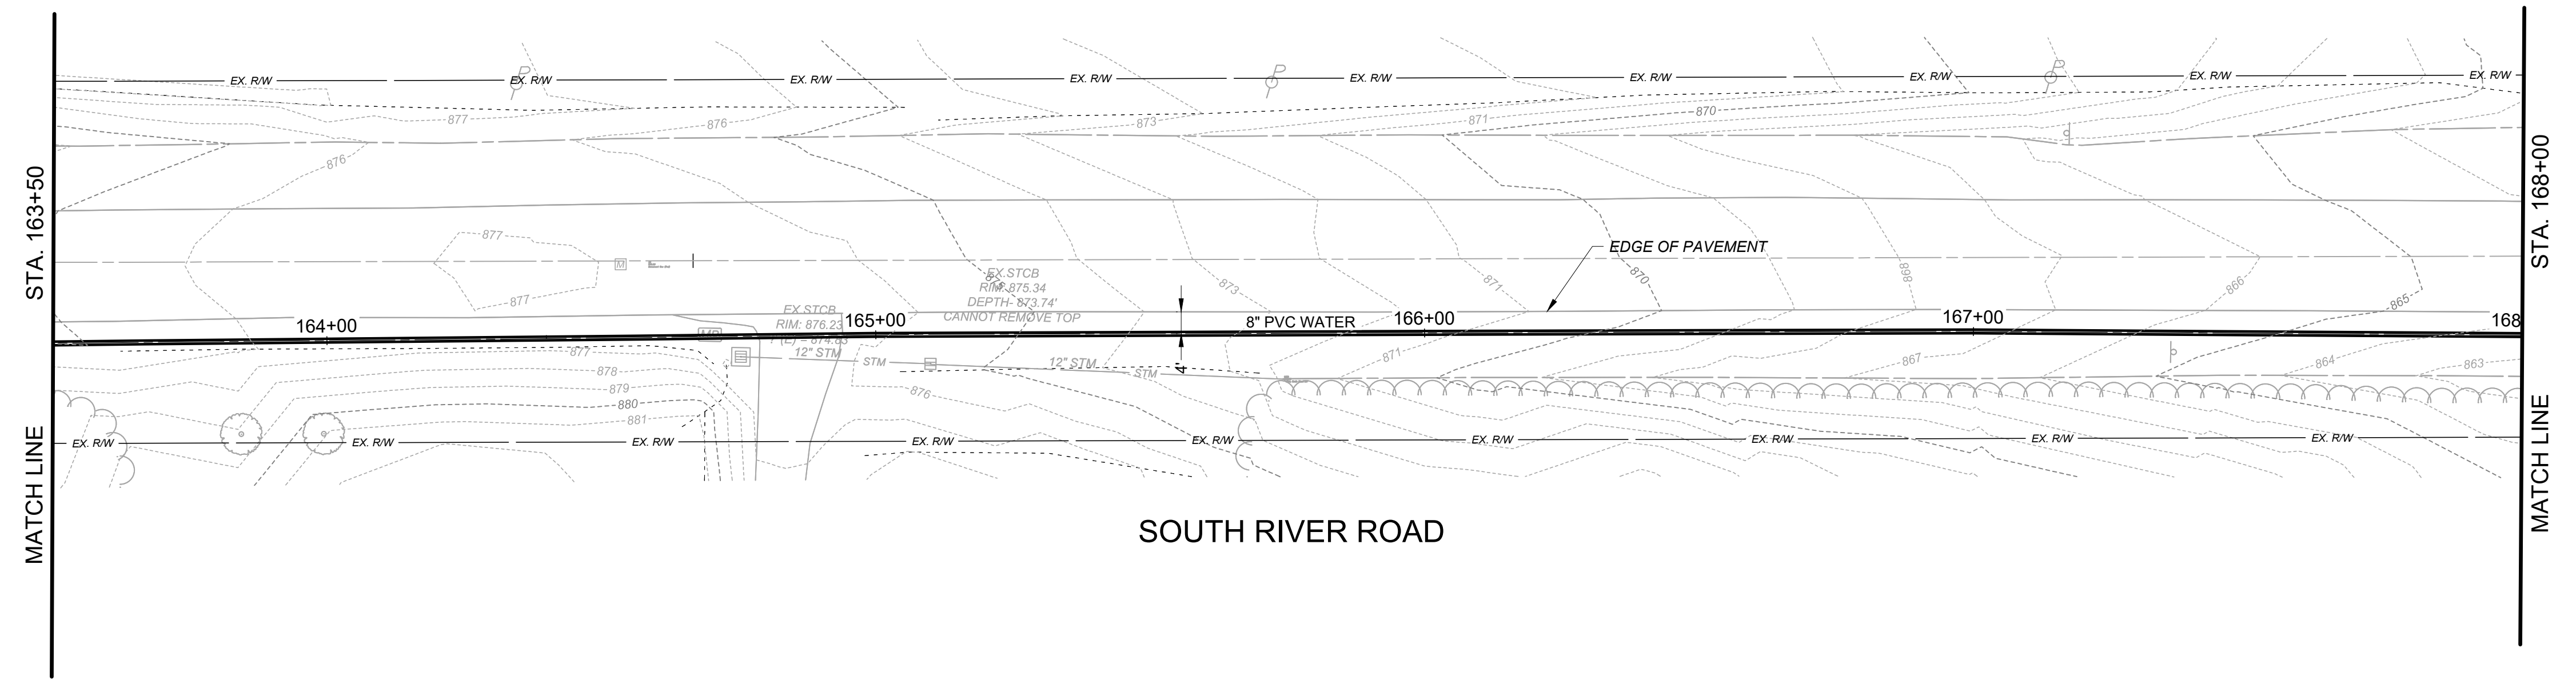 EX. R/W EX. R/W EX. R/W EX. R/W EX. R/W EX. R/W EX. R/W EX. R/W EX. R/W
877
876
873
871
870
876
STA. 163+50
STA. 168+00
877
877
M
EX.STCB
RIM: 875.34
DEPTH- 873.74'
CANNOT REMOVE TOP
873
871
870
898
866
865
EDGE OF PAVEMENT
EX.STCB
RIM: 876.23
164+00
165+00
8" PVC WATER
166+00
167+00
168
12" STM
STM
12" STM
STM
4'
877
878
879
880
881
876
871
867
864
863
EX. R/W EX. R/W EX. R/W EX. R/W EX. R/W EX. R/W EX. R/W EX. R/W EX. R/W
MATCH LINE
MATCH LINE
SOUTH RIVER ROAD